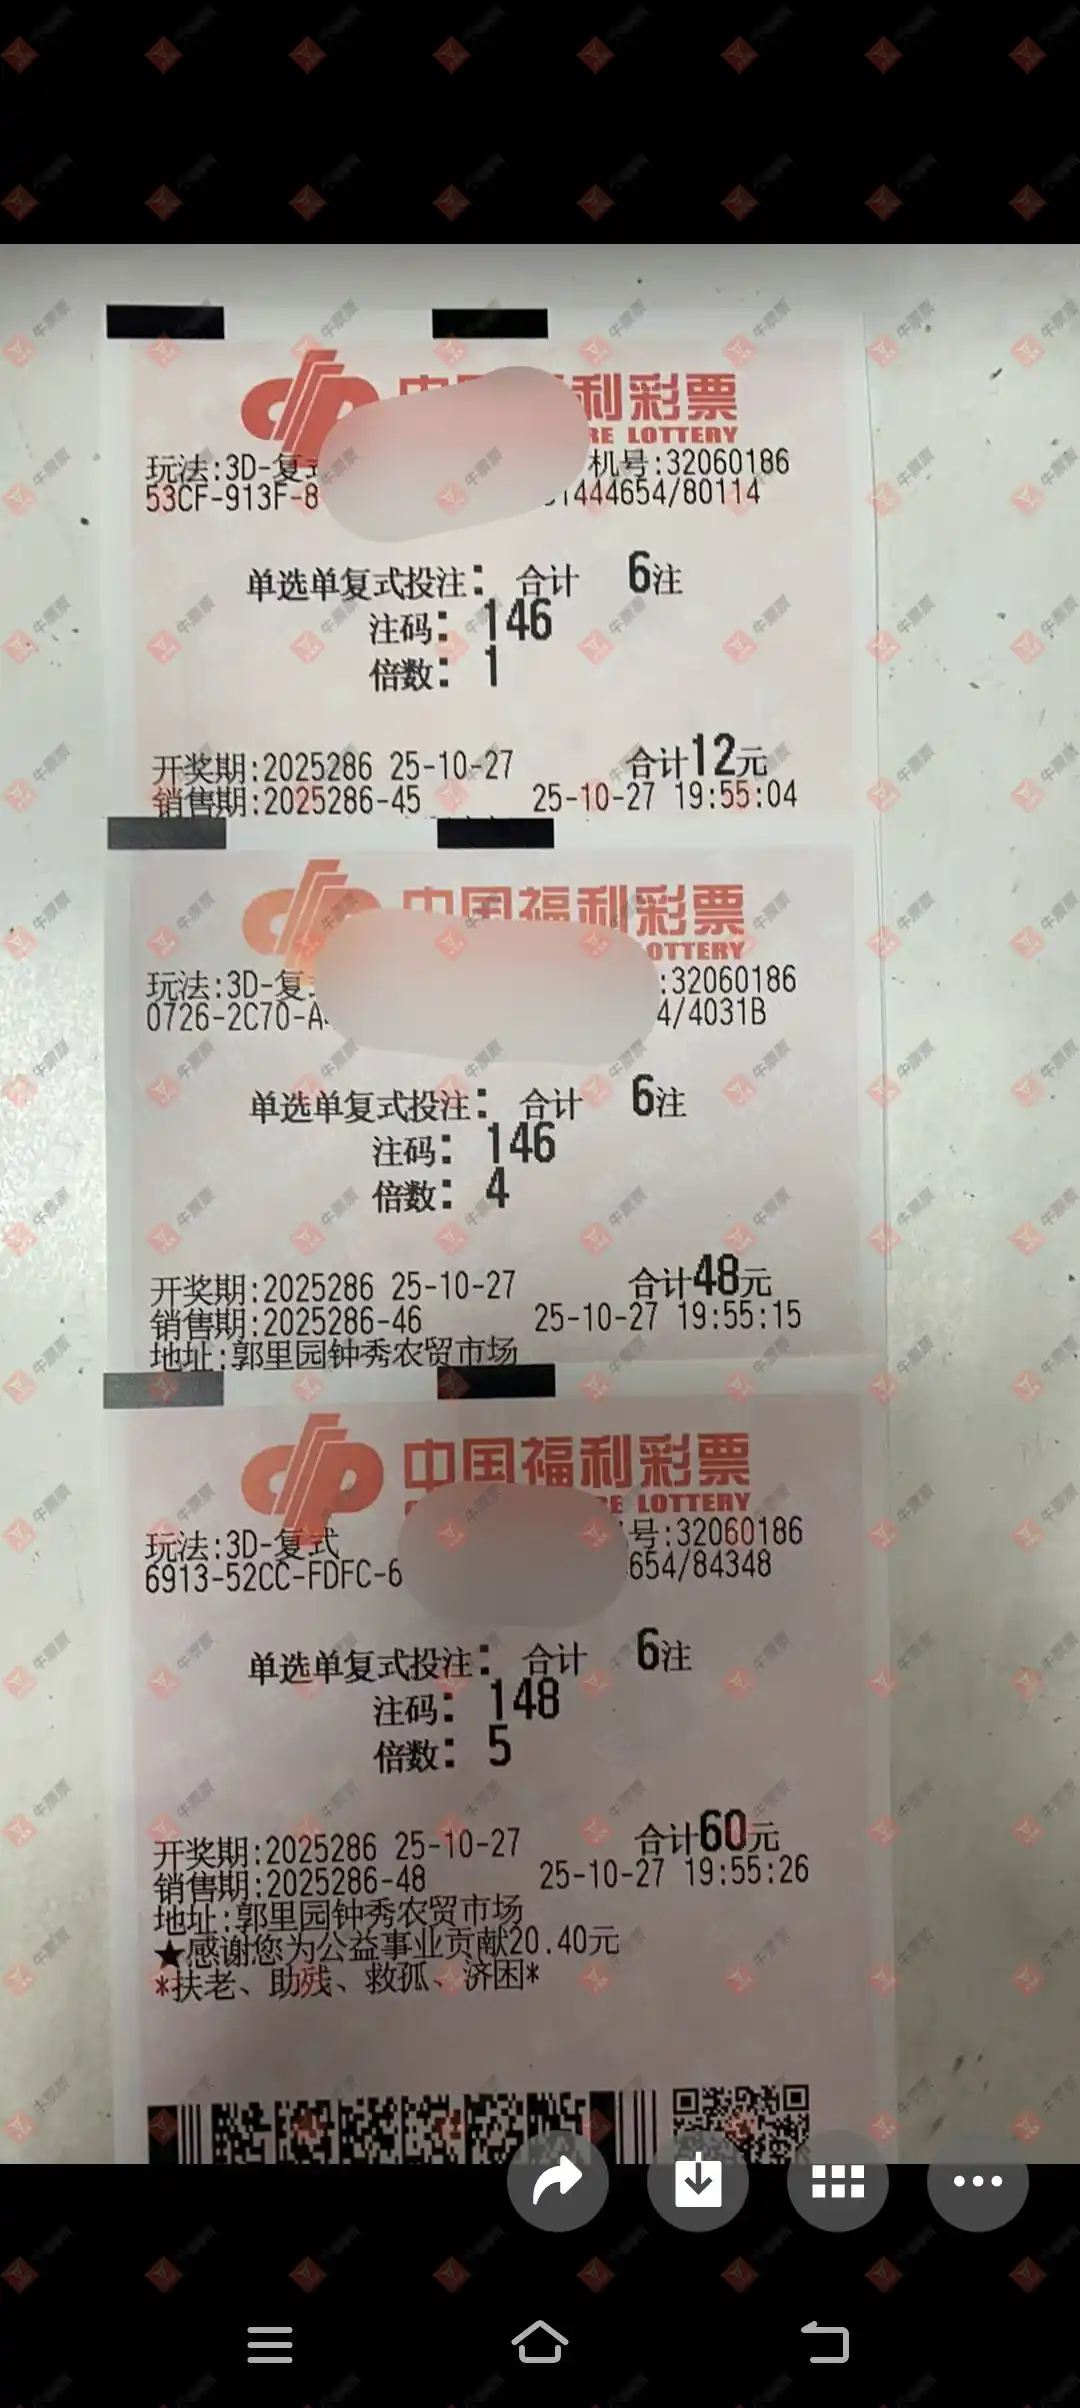 中国 利彩票
RE LOTTERY
玩法:3D-复式 机号:32060186
53CF-913F-8 1444654/80114
单选单复式投注: 合计 6注
注码: 146
倍数: 1
开奖期:2025286 25-10-27 合计12元
销售期:2025286-45 25-10-27 19:55:04
中国福利彩票
OTTERY
玩法:3D-复 :32060186
0726-2C70-A 4/4031B
单选单复式投注: 合计 6注
注码: 146
倍数: 4
开奖期:2025286 25-10-27 合计48元
销售期:2025286-46 25-10-27 19:55:15
地址:郭里园钟秀农贸市场
中国福利彩票
RE LOTTERY
玩法:3D-复式 号:32060186
6913-52CC-FDFC-6 654/84348
单选单复式投注: 合计 6注
注码: 148
倍数: 5
开奖期:2025286 25-10-27 合计60元
销售期:2025286-48 25-10-27 19:55:26
地址:郭里园钟秀农贸市场
★感谢您为公益事业贡献20.40元
*扶老、助残、救孤、济困*